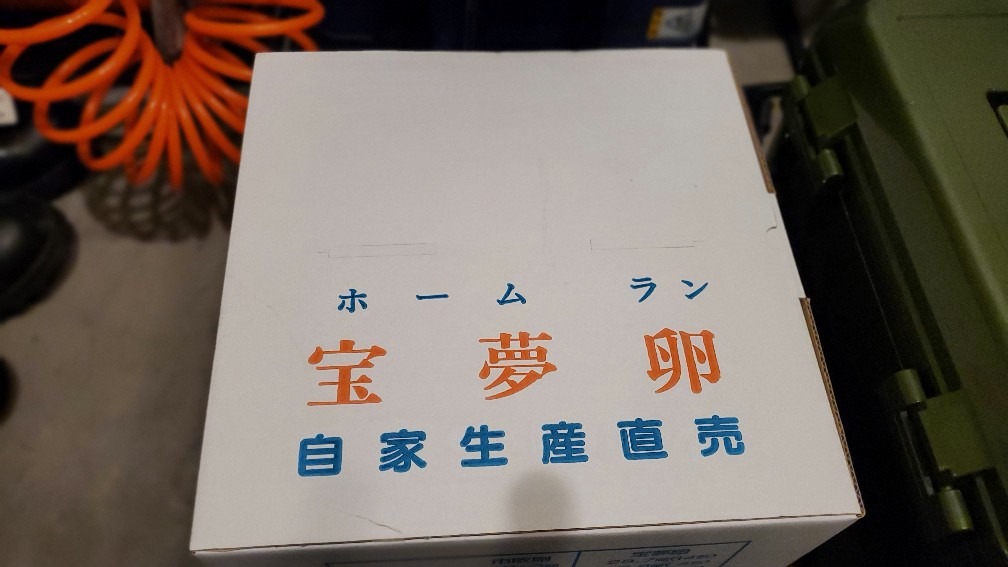 ホーム ラン
宝夢卵
自家生産直売